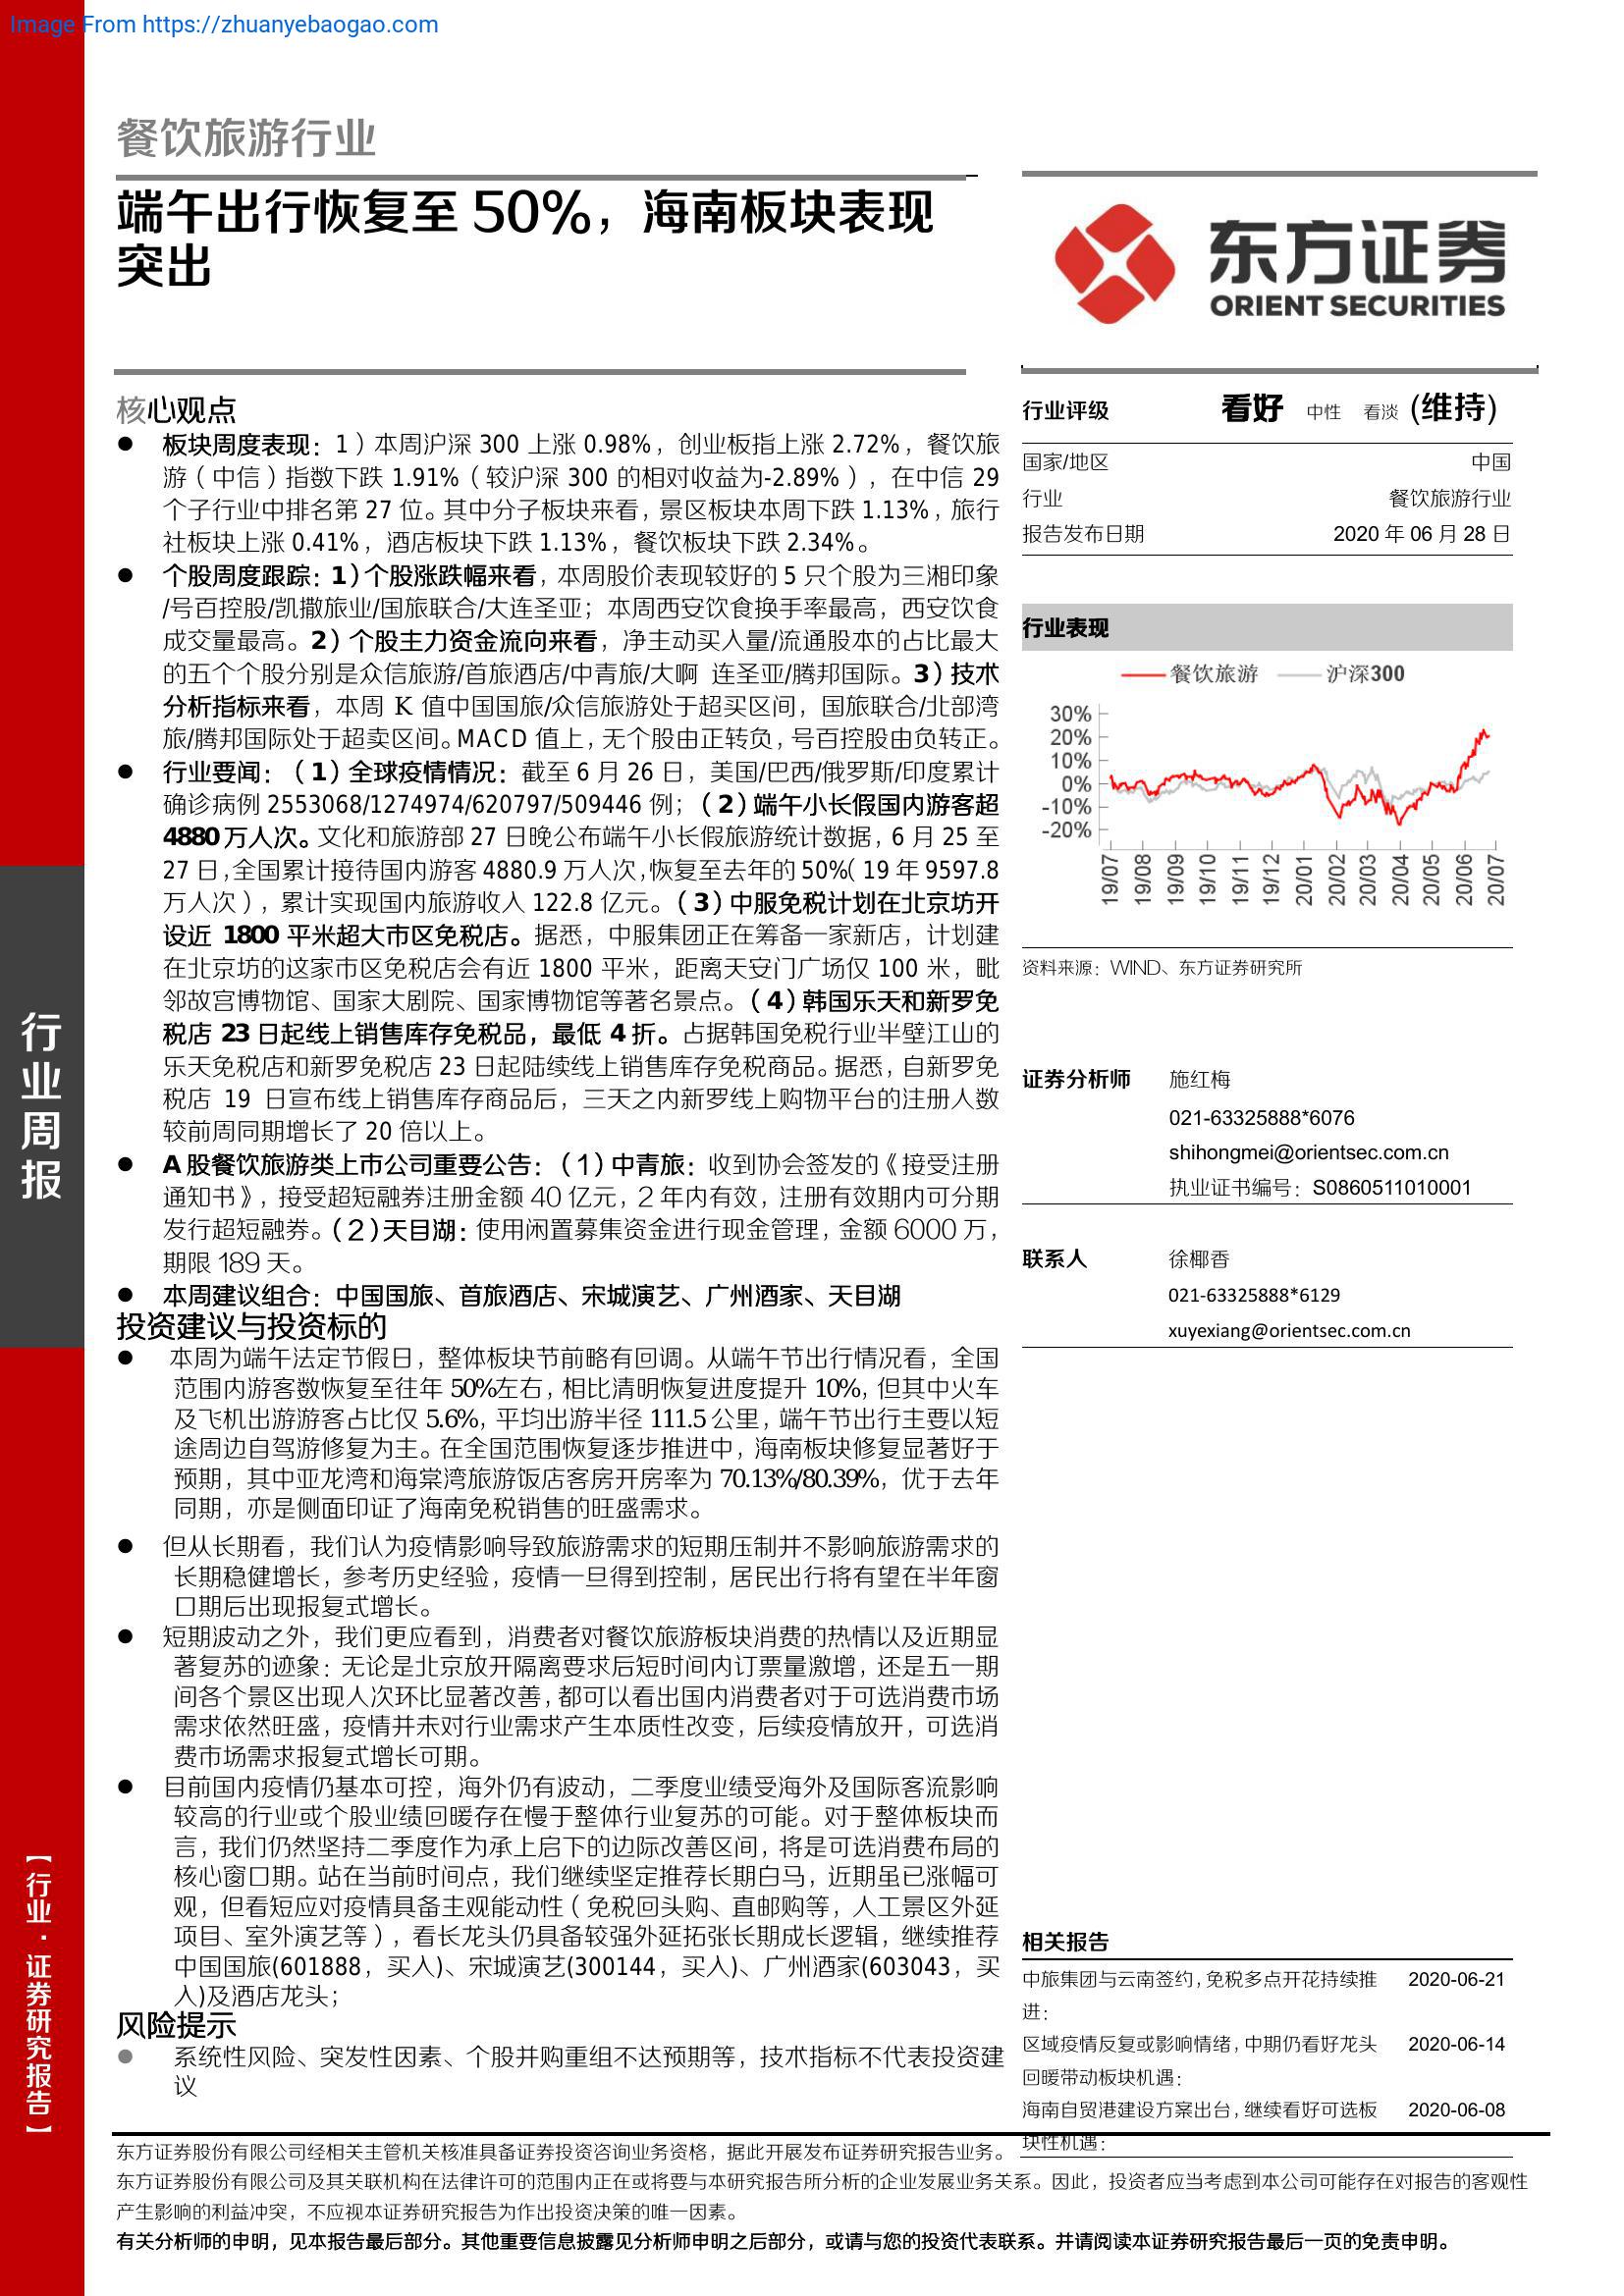 Image From https://zhuanyebaogao.com
餐饮旅游行业
端午出行恢复至 50%，海南板块表现
突出
东方证券
ORIENT SECURITIES
核心观点
● 板块周度表现：1）本周沪深 300 上涨 0.98%，创业板指上涨 2.72%，餐饮旅
游（中信）指数下跌 1.91%（较沪深 300 的相对收益为-2.89%），在中信 29
个子行业中排名第 27 位。其中分子板块来看，景区板块本周下跌 1.13%，旅行
社板块上涨 0.41%，酒店板块下跌 1.13%，餐饮板块下跌 2.34%。
● 个股周度跟踪：1）个股涨跌幅来看，本周股价表现较好的 5 只个股为三湘印象
/号百控股/凯撒旅业/国旅联合/大连圣亚；本周西安饮食换手率最高，西安饮食
成交量最高。2）个股主力资金流向来看，净主动买入量/流通股本的占比最大
的五个个股分别是众信旅游/首旅酒店/中青旅/大啊 连圣亚/腾邦国际。3）技术
分析指标来看，本周 K 值中国国旅/众信旅游处于超买区间，国旅联合/北部湾
旅/腾邦国际处于超卖区间。MACD 值上，无个股由正转负，号百控股由负转正。
● 行业要闻：（1）全球疫情情况：截至 6 月 26 日，美国/巴西/俄罗斯/印度累计
确诊病例 2553068/1274974/620797/509446 例；（2）端午小长假国内游客超
4880 万人次。文化和旅游部 27 日晚公布端午小长假旅游统计数据，6 月 25 至
27 日，全国累计接待国内游客 4880.9 万人次，恢复至去年的 50%（19 年 9597.8
万人次），累计实现国内旅游收入 122.8 亿元。（3）中服免税计划在北京坊开
设近 1800 平米超大市区免税店。据悉，中服集团正在筹备一家新店，计划建
在北京坊的这家市区免税店会有近 1800 平米，距离天安门广场仅 100 米，毗
邻故宫博物馆、国家大剧院、国家博物馆等著名景点。（4）韩国乐天和新罗免
税店 23 日起线上销售库存免税品，最低 4 折。占据韩国免税行业半壁江山的
乐天免税店和新罗免税店 23 日起陆续线上销售库存免税商品。据悉，自新罗免
税店 19 日宣布线上销售库存商品后，三天之内新罗线上购物平台的注册人数
较前周同期增长了 20 倍以上。
● A 股餐饮旅游类上市公司重要公告：（1）中青旅：收到协会签发的《接受注册
通知书》，接受超短融券注册金额 40 亿元，2 年内有效，注册有效期内可分期
发行超短融券。（2）天目湖：使用闲置募集资金进行现金管理，金额 6000 万，
期限 189 天。
● 本周建议组合：中国国旅、首旅酒店、宋城演艺、广州酒家、天目湖
投资建议与投资标的
● 本周为端午法定节假日，整体板块节前略有回调。从端午节出行情况看，全国
范围内游客数恢复至往年 50%左右，相比清明恢复进度提升 10%，但其中火车
及飞机出游游客占比仅 5.6%，平均出游半径 111.5 公里，端午节出行主要以短
途周边自驾游修复为主。在全国范围恢复逐步推进中，海南板块修复显著好于
预期，其中亚龙湾和海棠湾旅游饭店客房开房率为 70.13%/80.39%，优于去年
同期，亦是侧面印证了海南免税销售的旺盛需求。
● 但从长期看，我们认为疫情影响导致旅游需求的短期压制并不影响旅游需求的
长期稳健增长，参考历史经验，疫情一旦得到控制，居民出行将有望在半年窗
口期后出现报复式增长。
● 短期波动之外，我们更应看到，消费者对餐饮旅游板块消费的热情以及近期显
著复苏的迹象：无论是北京放开隔离要求后短时间内订票量激增，还是五一期
间各个景区出现人次环比显著改善，都可以看出国内消费者对于可选消费市场
需求依然旺盛，疫情并未对行业需求产生本质性改变，后续疫情放开，可选消
费市场需求报复式增长可期。
● 目前国内疫情仍基本可控，海外仍有波动，二季度业绩受海外及国际客流影响
较高的行业或个股业绩回暖存在慢于整体行业复苏的可能。对于整体板块而
言，我们仍然坚持二季度作为承上启下的边际改善区间，将是可选消费布局的
核心窗口期。站在当前时间点，我们继续坚定推荐长期白马，近期虽已涨幅可
观，但看短应对疫情具备主观能动性（免税回头购、直邮购等，人工景区外延
项目、室外演艺等），看长龙头仍具备较强外延拓张长期成长逻辑，继续推荐
中国国旅(601888，买入)、宋城演艺(300144，买入)、广州酒家(603043，买
入)及酒店龙头；
风险提示
● 系统性风险、突发性因素、个股并购重组不达预期等，技术指标不代表投资建
议
行业评级 看好 中性 看淡 (维持)
国家/地区 中国
行业 餐饮旅游行业
报告发布日期 2020 年 06 月 28 日
行业表现
餐饮旅游 沪深300
30%
20%
10%
0%
-10%
-20%
19/07 19/08 19/09 19/10 19/11 19/12 20/01 20/02 20/03 20/04 20/05 20/06 20/07
资料来源：WIND、东方证券研究所
证券分析师 施红梅
021-63325888*6076
shihongmei@orientsec.com.cn
执业证书编号：S0860511010001
联系人 徐椰香
021-63325888*6129
xuyexiang@orientsec.com.cn
相关报告
中旅集团与云南签约，免税多点开花持续推 2020-06-21
进：
区域疫情反复或影响情绪，中期仍看好龙头 2020-06-14
回暖带动板块机遇：
海南自贸港建设方案出台，继续看好可选板 2020-06-08
块性机遇：
行业周报
【行业·证券研究报告】
东方证券股份有限公司经相关主管机关核准具备证券投资咨询业务资格，据此开展发布证券研究报告业务。
东方证券股份有限公司及其关联机构在法律许可的范围内正在或将要与本研究报告所分析的企业发展业务关系。因此，投资者应当考虑到本公司可能存在对报告的客观性
产生影响的利益冲突，不应视本证券研究报告为作出投资决策的唯一因素。
有关分析师的申明，见本报告最后部分。其他重要信息披露见分析师申明之后部分，或请与您的投资代表联系。并请阅读本证券研究报告最后一页的免责申明。